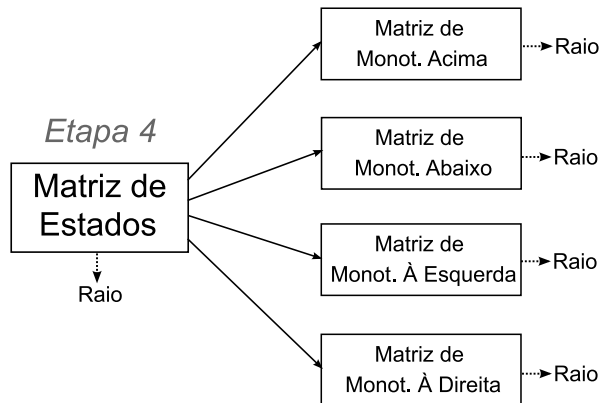 Etapa 4
Matriz de
Estados
Raio
Matriz de
Monot. Acima
Raio
Matriz de
Monot. Abaixo
Raio
Matriz de
Monot. À Esquerda
Raio
Matriz de
Monot. À Direita
Raio